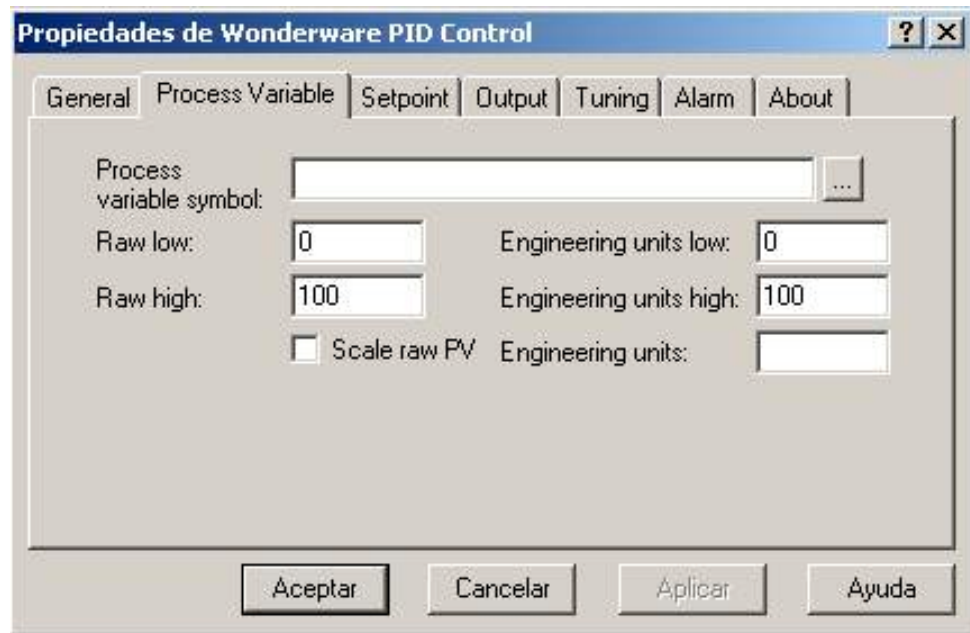 Propiedades de Wonderware PID Control
General Process Variable Setpoint Output Tuning Alarm About
Process
variable symbol:
...
Raw low: 0 Engineering units low: 0
Raw high: 100 Engineering units high: 100
Scale raw PV Engineering units:
Aceptar Cancelar Aplicar Ayuda